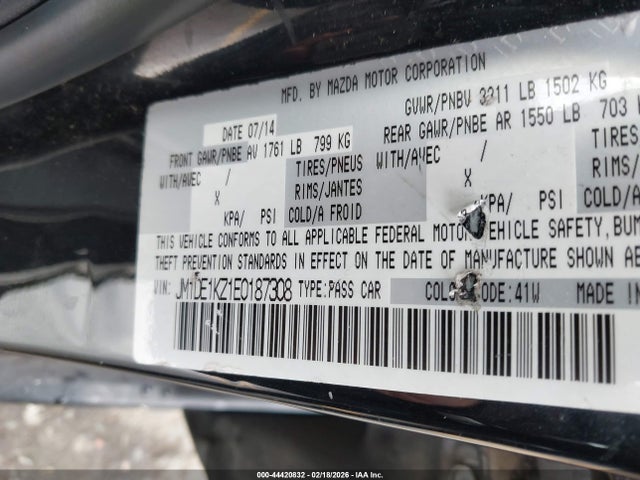 MFD. BY MAZDA MOTOR CORPORATION
DATE 07/14 GVWR/PNBV 3311 LB 1502 KG
FRONT GAWR/PNBE AV 1761 LB 799 KG REAR GAWR/PNBE AR 1550 LB 703
WITH/AVEC / TIRES/PNEUS WITH/AVEC / TIRES/
X RIMS/JANTES X RIMS/
KPA/ PSI COLD/A FROID KPA/ PSI COLD/A
THIS VEHICLE CONFORMS TO ALL APPLICABLE FEDERAL MOTOR VEHICLE SAFETY, BUM
THEFT PREVENTION STANDARDS IN EFFECT ON THE DATE OF MANUFACTURE SHOWN AB
VIN: JM1DE1KZ1E0187308 TYPE:PASS CAR COLOR CODE:41W MADE IN
000-44420832 - 02/18/2026 - IAA Inc.